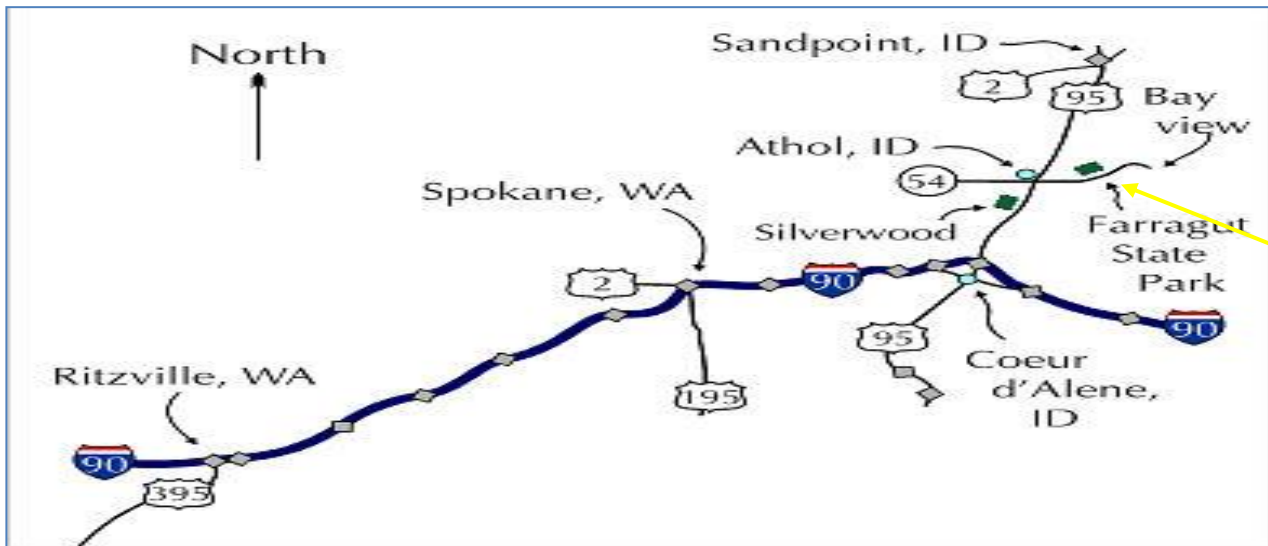 North
Sandpoint, ID
2
95
Bay
view
Athol, ID
54
Spokane, WA
Silverwood
Farragut
State
Park
2
90
90
95
Ritzville, WA
Coeur
d'Alene,
ID
195
90
395